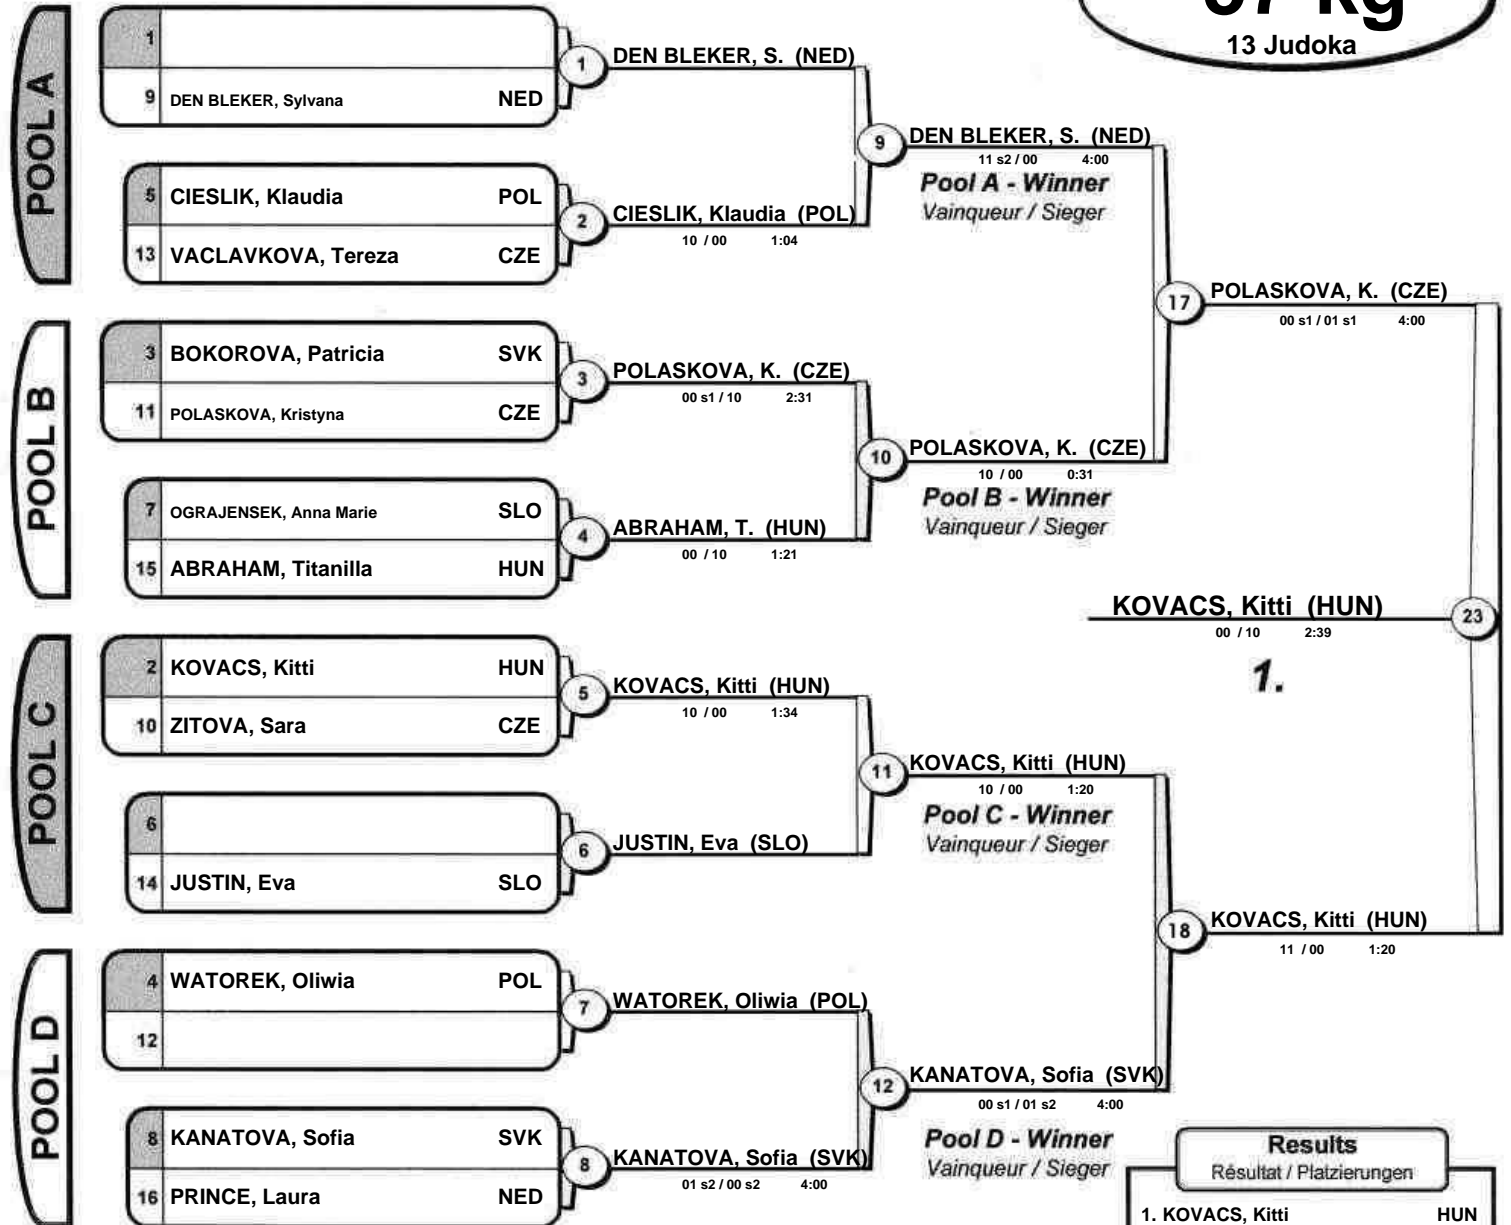 13 Judoka
POOL A
1
9 DEN BLEKER, Sylvana NED
1 DEN BLEKER, S. (NED)
5 CIESLIK, Klaudia POL
13 VACLAVKOVA, Tereza CZE
2 CIESLIK, Klaudia (POL)
10 / 00 1:04
9 DEN BLEKER, S. (NED)
11 s2 / 00 4:00
Pool A - Winner
Vainqueur / Sieger
POOL B
3 BOKOROVA, Patricia SVK
11 POLASKOVA, Kristyna CZE
3 POLASKOVA, K. (CZE)
00 s1 / 10 2:31
7 OGRAJENSEK, Anna Marie SLO
15 ABRAHAM, Titanilla HUN
4 ABRAHAM, T. (HUN)
00 / 10 1:21
10 POLASKOVA, K. (CZE)
10 / 00 0:31
Pool B - Winner
Vainqueur / Sieger
17 POLASKOVA, K. (CZE)
00 s1 / 01 s1 4:00
POOL C
2 KOVACS, Kitti HUN
10 ZITOVA, Sara CZE
5 KOVACS, Kitti (HUN)
10 / 00 1:34
6
14 JUSTIN, Eva SLO
6 JUSTIN, Eva (SLO)
11 KOVACS, Kitti (HUN)
10 / 00 1:20
Pool C - Winner
Vainqueur / Sieger
POOL D
4 WATOREK, Oliwia POL
12
7 WATOREK, Oliwia (POL)
8 KANATOVA, Sofia SVK
16 PRINCE, Laura NED
8 KANATOVA, Sofia (SVK)
01 s2 / 00 s2 4:00
12 KANATOVA, Sofia (SVK)
00 s1 / 01 s2 4:00
Pool D - Winner
Vainqueur / Sieger
18 KOVACS, Kitti (HUN)
11 / 00 1:20
KOVACS, Kitti (HUN) 23
00 / 10 2:39
1.
Results
Résultat / Platzierungen
1. KOVACS, Kitti HUN